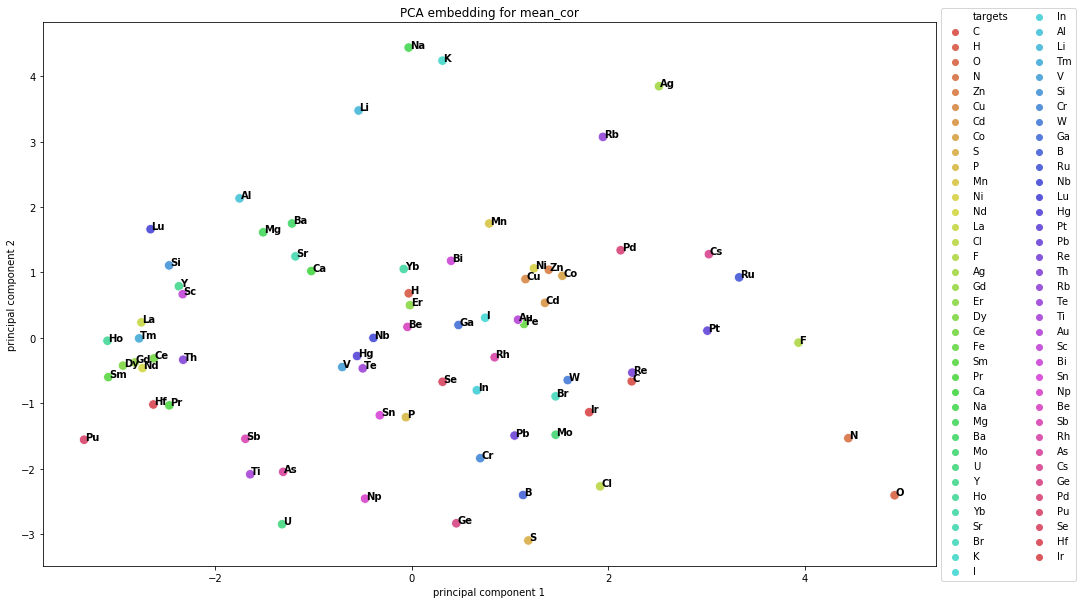 PCA embedding for mean_cor
Na
K
Ag
Li
Rb
Al
Ba
Mg
Lu
Mn
Pd
Cs
Sr
Bi
Si
Yb
Ni
Zn
Ca
Co
Ru
Cu
Y
Sc
H
Er
Cd
La
I
Au
Fe
Be
Ga
Pt
Ho
Tm
Nb
F
Hg
Rh
Th
Ce
Gd
Dy
Nd
V
Te
Sm
Re
C
W
Se
In
Br
Hf
Pr
Ir
Sn
P
Pu
Sb
Pb
Mo
N
Cr
As
Ti
Cl
B
O
Np
Ge
U
S
4
3
2
1
0
−1
−2
−3
−2
0
2
4
principal component 2
principal component 1
targets
C
H
O
N
Zn
Cu
Cd
Co
S
P
Mn
Ni
Nd
La
Cl
F
Ag
Gd
Er
Dy
Ce
Fe
Sm
Pr
Ca
Na
Mg
Ba
Mo
U
Y
Ho
Yb
Sr
Br
K
I
In
Al
Li
Tm
V
Si
Cr
W
Ga
B
Ru
Nb
Lu
Hg
Pt
Pb
Re
Th
Rb
Te
Ti
Au
Sc
Bi
Sn
Np
Be
Sb
Rh
As
Cs
Ge
Pd
Pu
Se
Hf
Ir